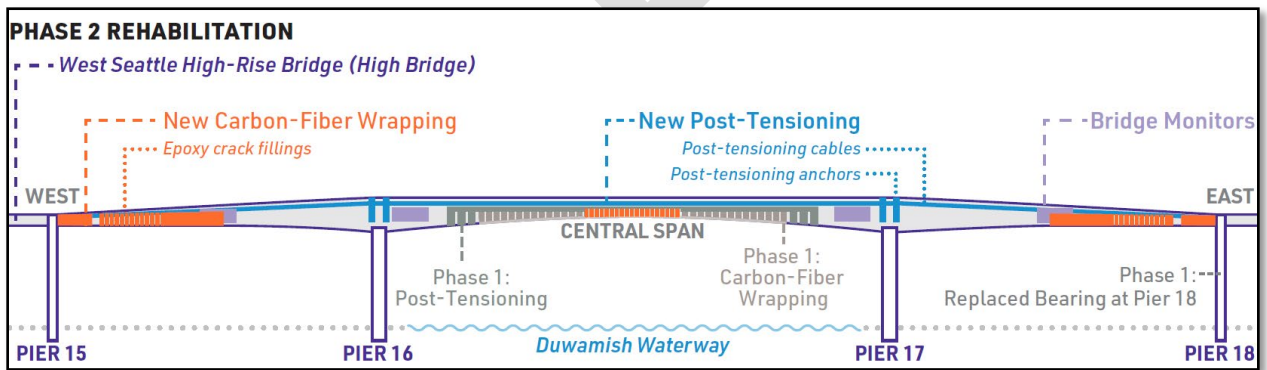 PHASE 2 REHABILITATION
West Seattle High-Rise Bridge (High Bridge)
New Carbon-Fiber Wrapping
Epoxy crack fillings
New Post-Tensioning
Post-tensioning cables
Post-tensioning anchors
Bridge Monitors
WEST
EAST
CENTRAL SPAN
Phase 1:
Post-Tensioning
Phase 1:
Carbon-Fiber
Wrapping
Phase 1:
Replaced Bearing at Pier 18
Duwamish Waterway
PIER 15
PIER 16
PIER 17
PIER 18